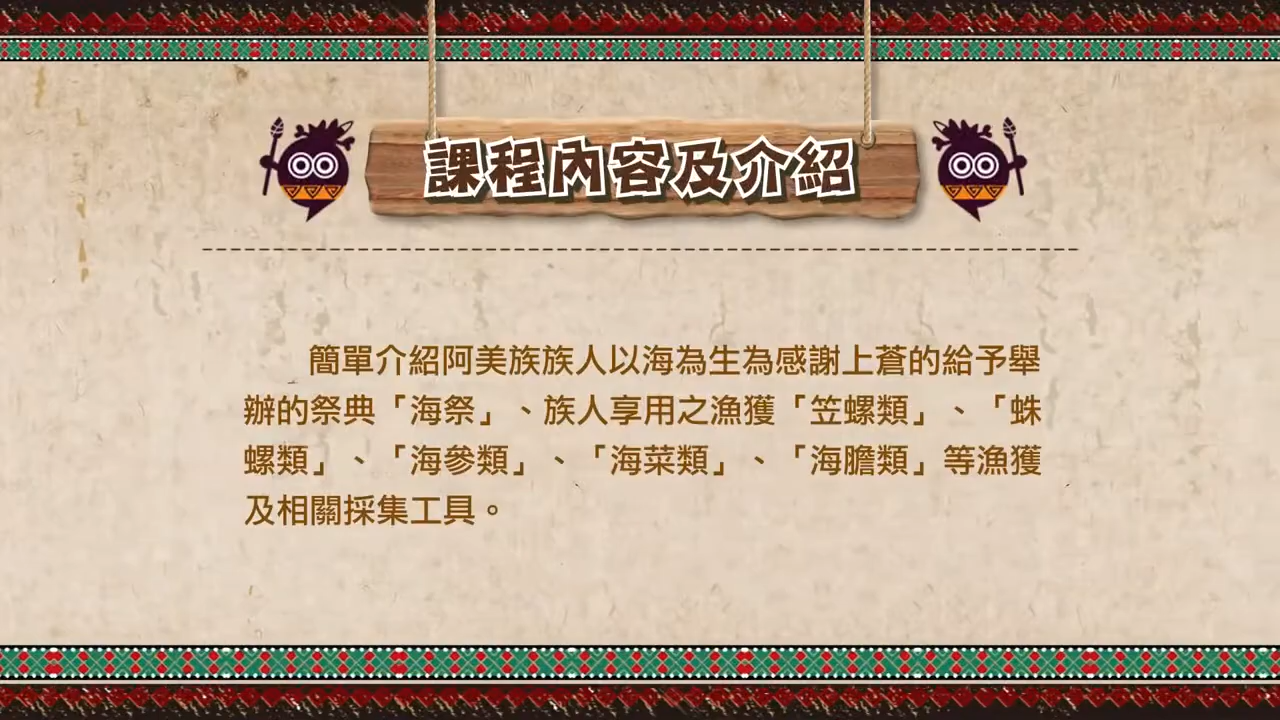 課程內容及介紹
簡單介紹阿美族族人以海為生為感謝上蒼的給予舉
辦的祭典「海祭」、族人享用之漁獲「笠螺類」、「蛛
螺類」、「海參類」、「海菜類」、「海膽類」等漁獲
及相關採集工具。